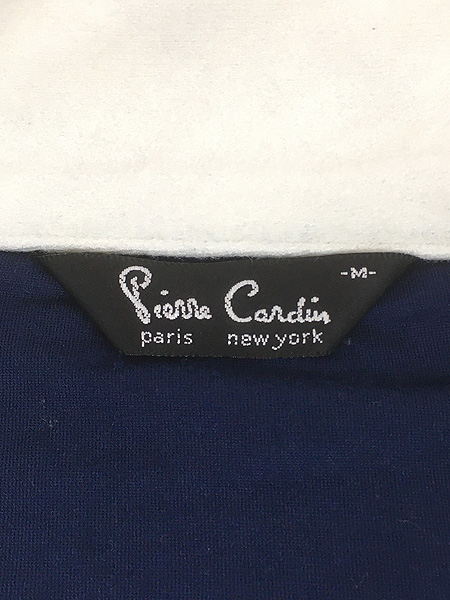 -M-
Pierre Cardin
paris new york